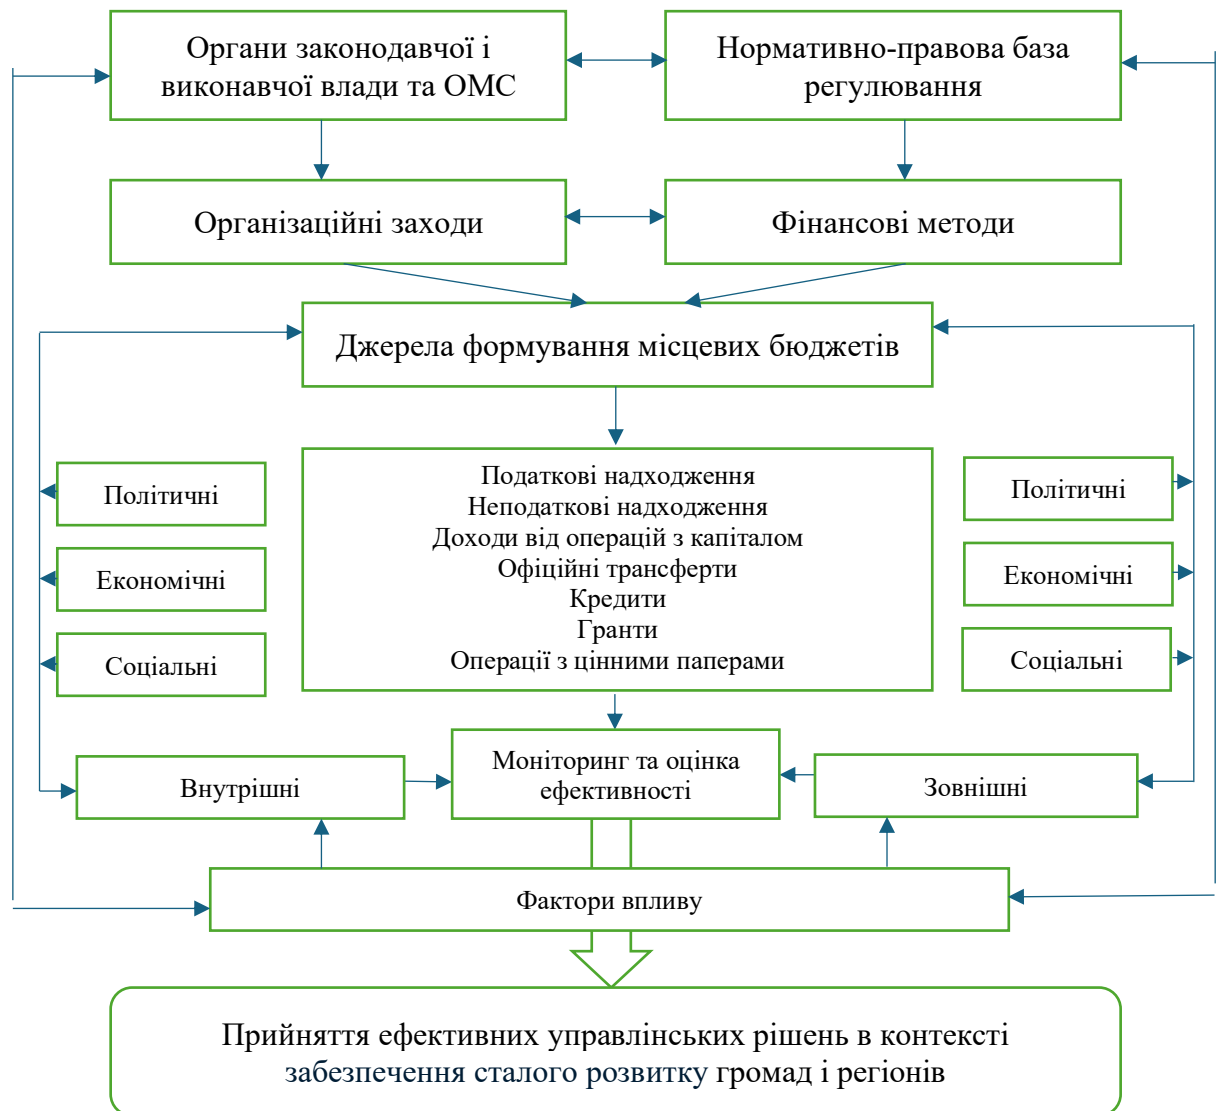 Органи законодавчої і
виконавчої влади та ОМС
Нормативно-правова база
регулювання
Організаційні заходи
Фінансові методи
Джерела формування місцевих бюджетів
Податкові надходження
Неподаткові надходження
Доходи від операцій з капіталом
Офіційні трансферти
Кредити
Гранти
Операції з цінними паперами
Політичні
Економічні
Соціальні
Політичні
Економічні
Соціальні
Внутрішні
Моніторинг та оцінка
ефективності
Зовнішні
Фактори впливу
Прийняття ефективних управлінських рішень в контексті
забезпечення сталого розвитку громад і регіонів